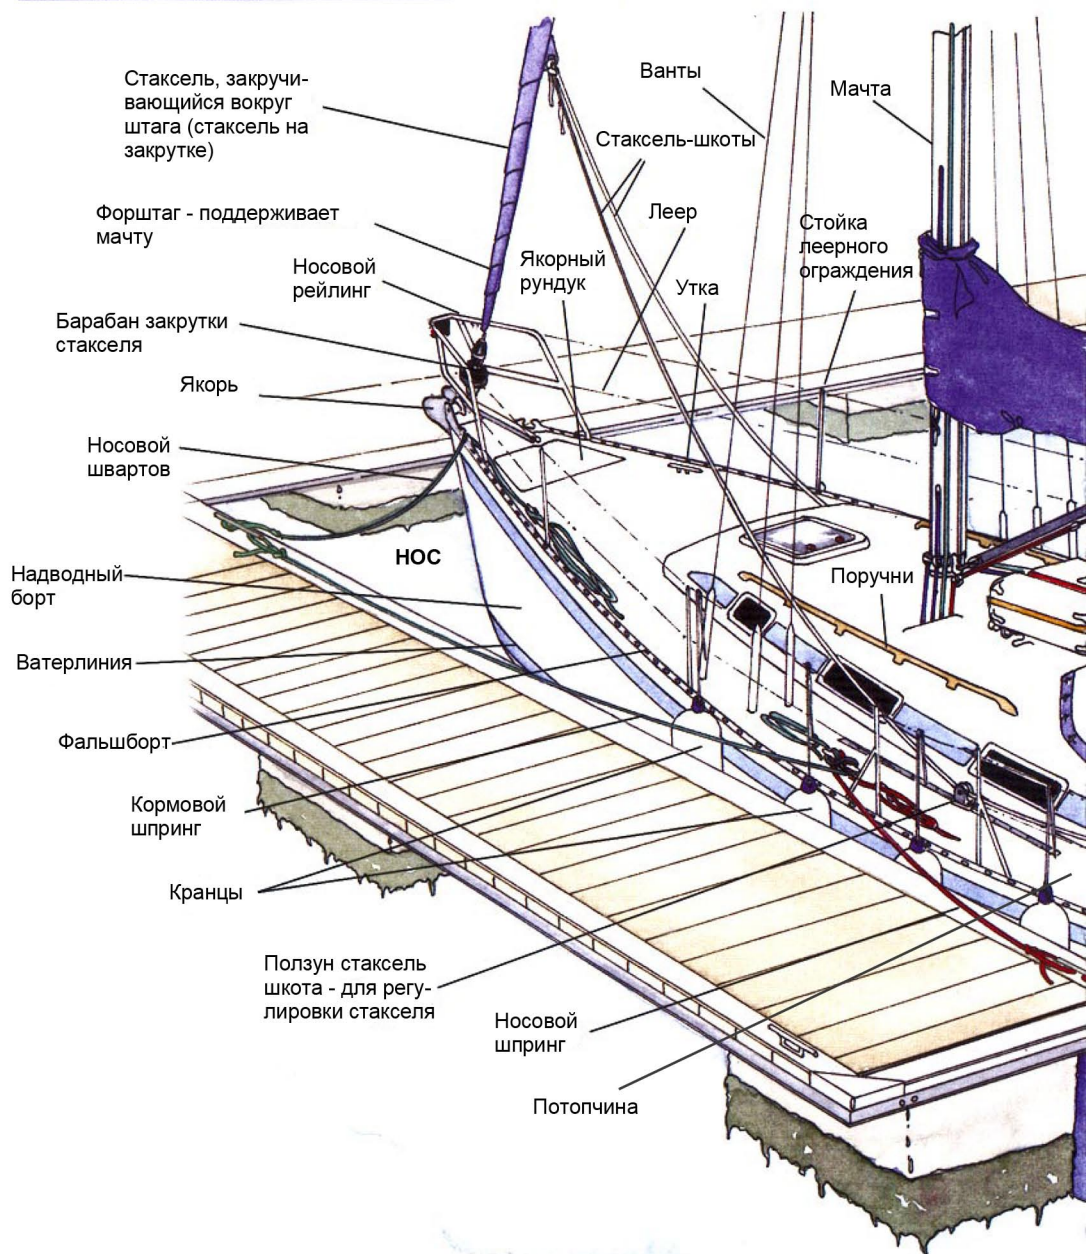 Стаксель, закручи-
вающийся вокруг
штага (стаксель на
закрутке)
Ванты
Мачта
Стаксель-шкоты
Форштаг - поддерживает
мачту
Леер
Стойка
леерного
ограждения
Носовой
рейлинг
Якорный
рундук
Утка
Барабан закрутки
стакселя
Якорь
Носовой
швартов
НОС
Надводный
борт
Поручни
Ватерлиния
Фальшборт
Кормовой
шпринг
Кранцы
Ползун стаксель
шкота - для регу-
лировки стакселя
Носовой
шпринг
Потопчина